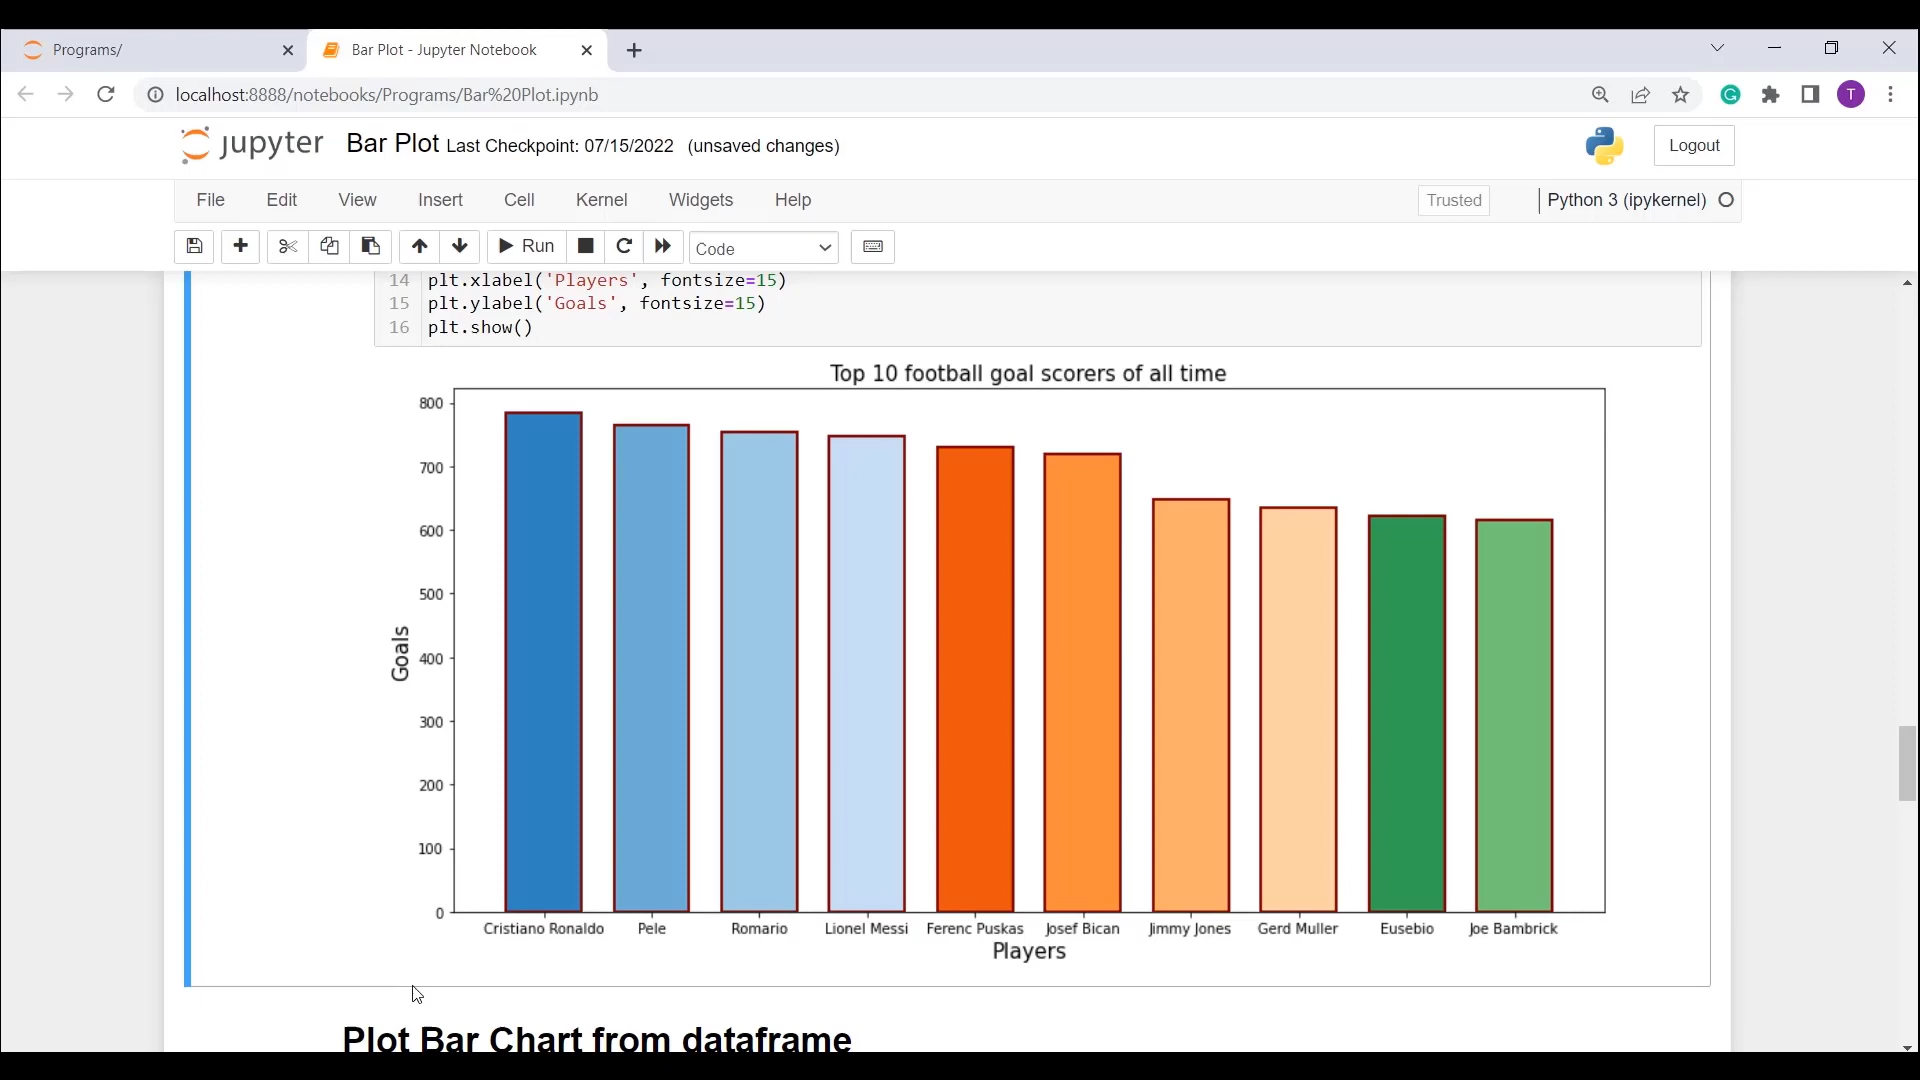 Programs/
Bar Plot - Jupyter Notebook
localhost:8888/notebooks/Programs/Bar%20Plot.ipynb
T
jupyter Bar Plot Last Checkpoint: 07/15/2022 (unsaved changes)
Logout
File Edit View Insert Cell Kernel Widgets Help
Trusted
Python 3 (ipykernel)
Run
Code
14 plt.xlabel('Players', fontsize=15)
15 plt.ylabel('Goals', fontsize=15)
16 plt.show()
Top 10 football goal scorers of all time
800
700
600
500
400
300
200
100
0
Goals
Cristiano Ronaldo Pele Romario Lionel Messi Ferenc Puskas Josef Bican Jimmy Jones Gerd Muller Eusebio Joe Bambrick
Players
Plot Bar Chart from dataframe